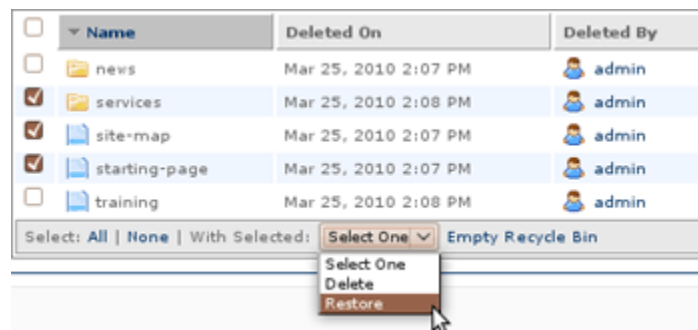 Name Deleted On Deleted By
news Mar 25, 2010 2:07 PM admin
services Mar 25, 2010 2:08 PM admin
site-map Mar 25, 2010 2:07 PM admin
starting-page Mar 25, 2010 2:07 PM admin
training Mar 25, 2010 2:08 PM admin
Select: All | None | With Selected: Select One Empty Recycle Bin
Select One
Delete
Restore